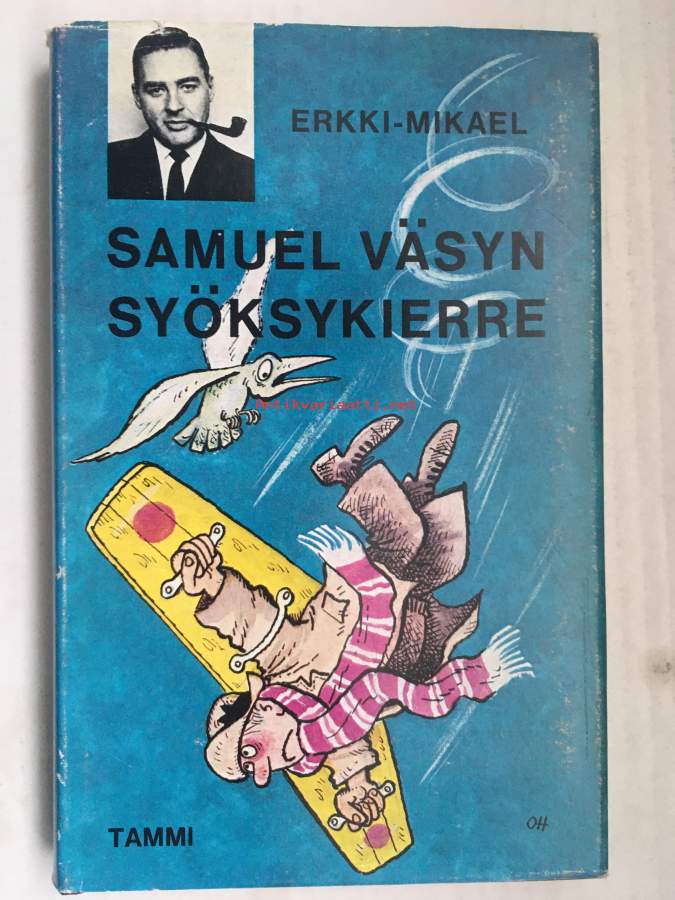 ERKKI-MIKAEL
SAMUEL VÄSYN
SYÖKSYKIERRE
Antikvariaatti.net
TAMMI
OH